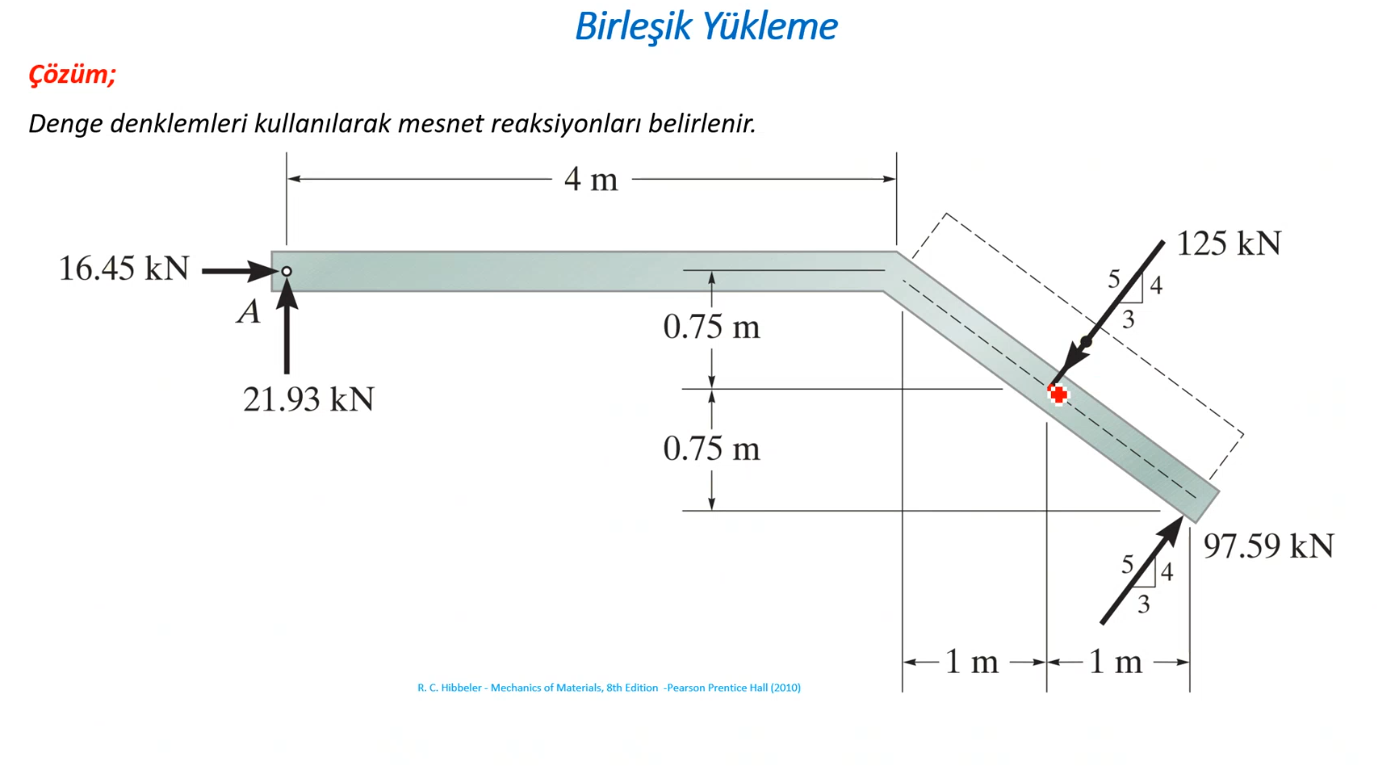 Birleşik Yükleme
Çözüm;
Denge denklemleri kullanılarak mesnet reaksiyonları belirlenir.
4 m
125 kN
16.45 kN
5
4
3
A
0.75 m
21.93 kN
0.75 m
97.59 kN
5
4
3
1 m
1 m
R. C. Hibbeler - Mechanics of Materials, 8th Edition -Pearson Prentice Hall (2010)